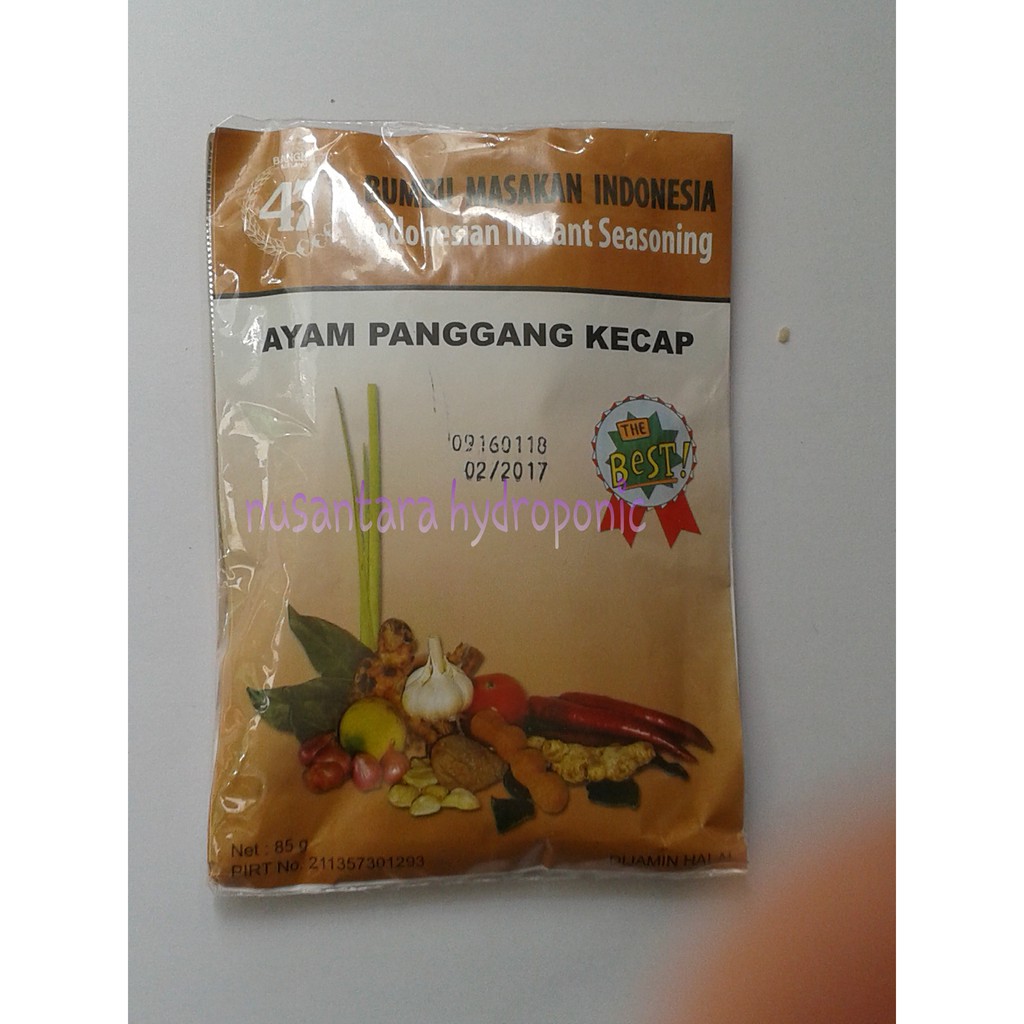 BUMBU MASAKAN INDONESIA
47
Indonesian Instant Seasoning
AYAM PANGGANG KECAP
09160118
02/2017
THE
BeST!
nusantara hydroponic
Net : 85 g
PIRT No. 211357301293
DIJAMIN HALAL